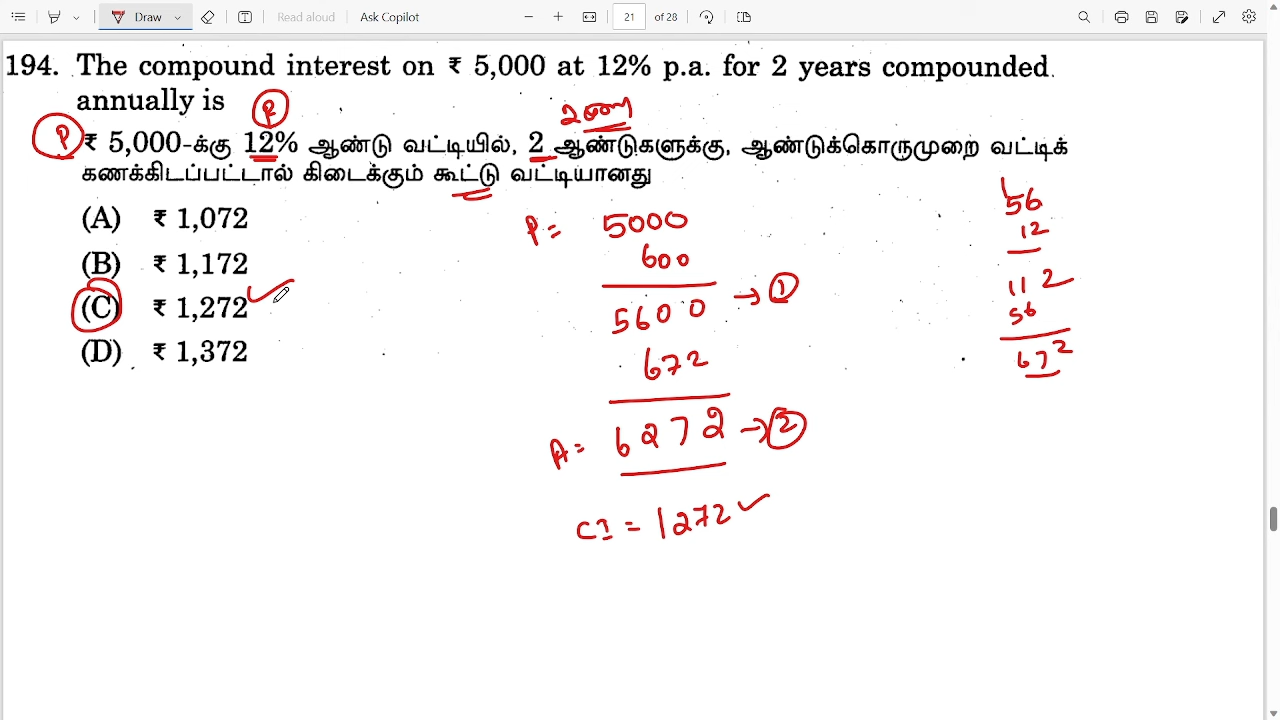 Draw
Read aloud
Ask Copilot
21
of 28
194. The compound interest on ₹ 5,000 at 12% p.a. for 2 years compounded
annually is
R
2
P
₹ 5,000-க்கு 12% ஆண்டு வட்டியில், 2 ஆண்டுகளுக்கு, ஆண்டுக்கொருமுறை வட்டிக்
கணக்கிடப்பட்டால் கிடைக்கும் கூட்டு வட்டியானது
(A) ₹ 1,072
(B) ₹ 1,172
(C) ₹ 1,272
(D) ₹ 1,372
P = 5000
600
5600 → 1
672
A = 6272 → 2
CI = 1272
1
56
12
112
56
672